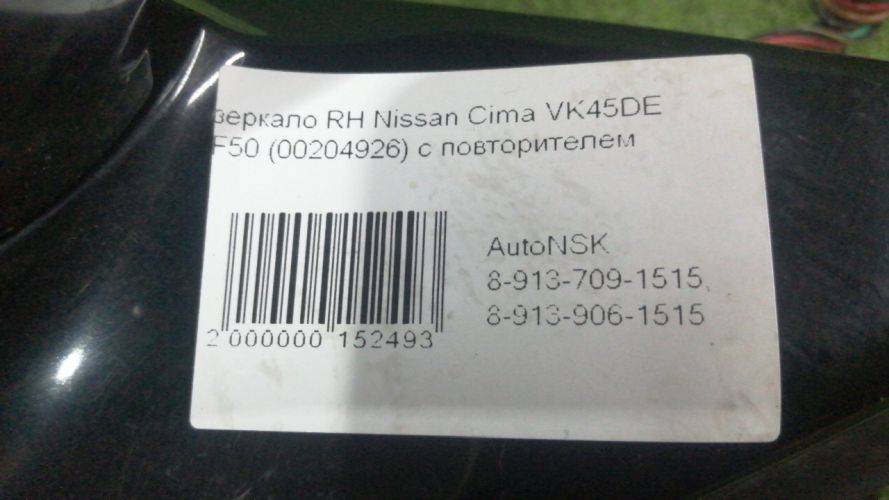 зеркало RH Nissan Cima VK45DE
F50 (00204926) с повторителем
AutoNSK
8-913-709-1515,
8-913-906-1515
2 000000 152493